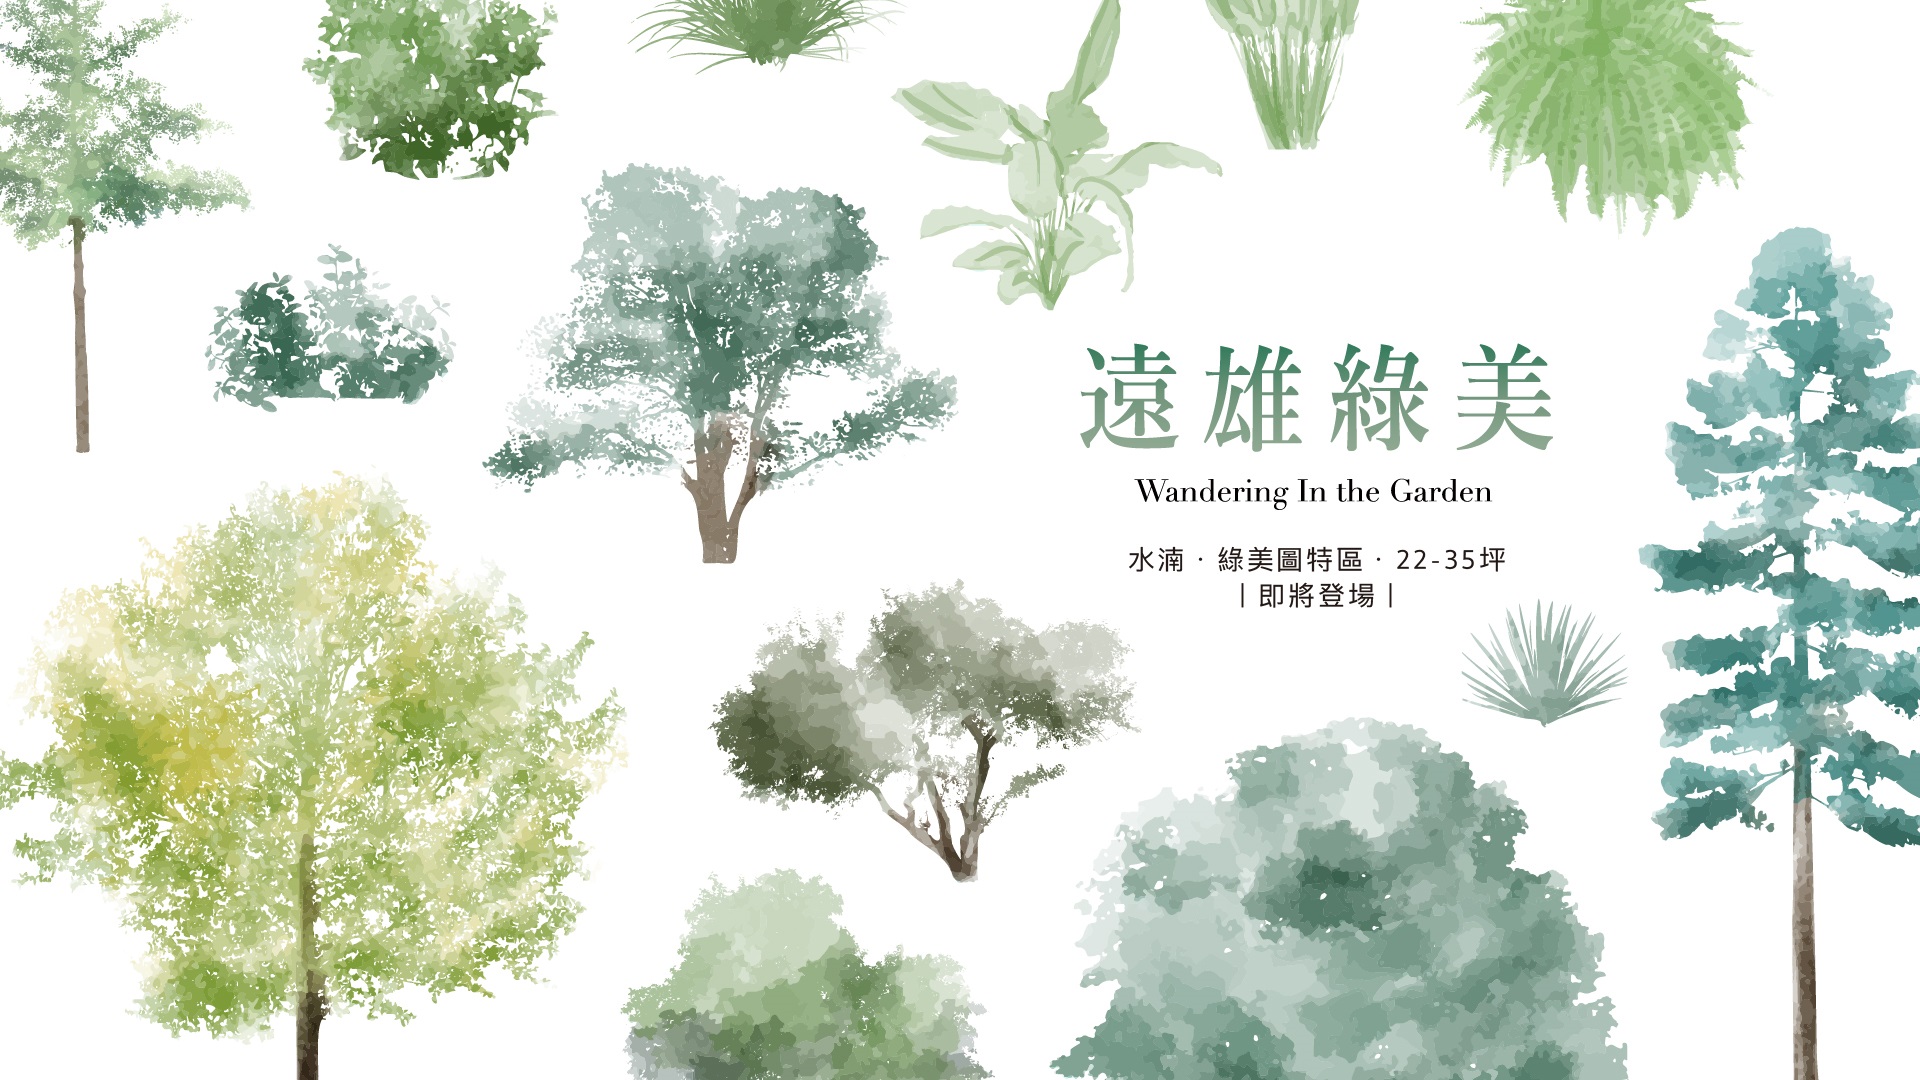 遠雄綠美
Wandering In the Garden
水湳 · 綠美圖特區 · 22-35坪
| 即將登場 |